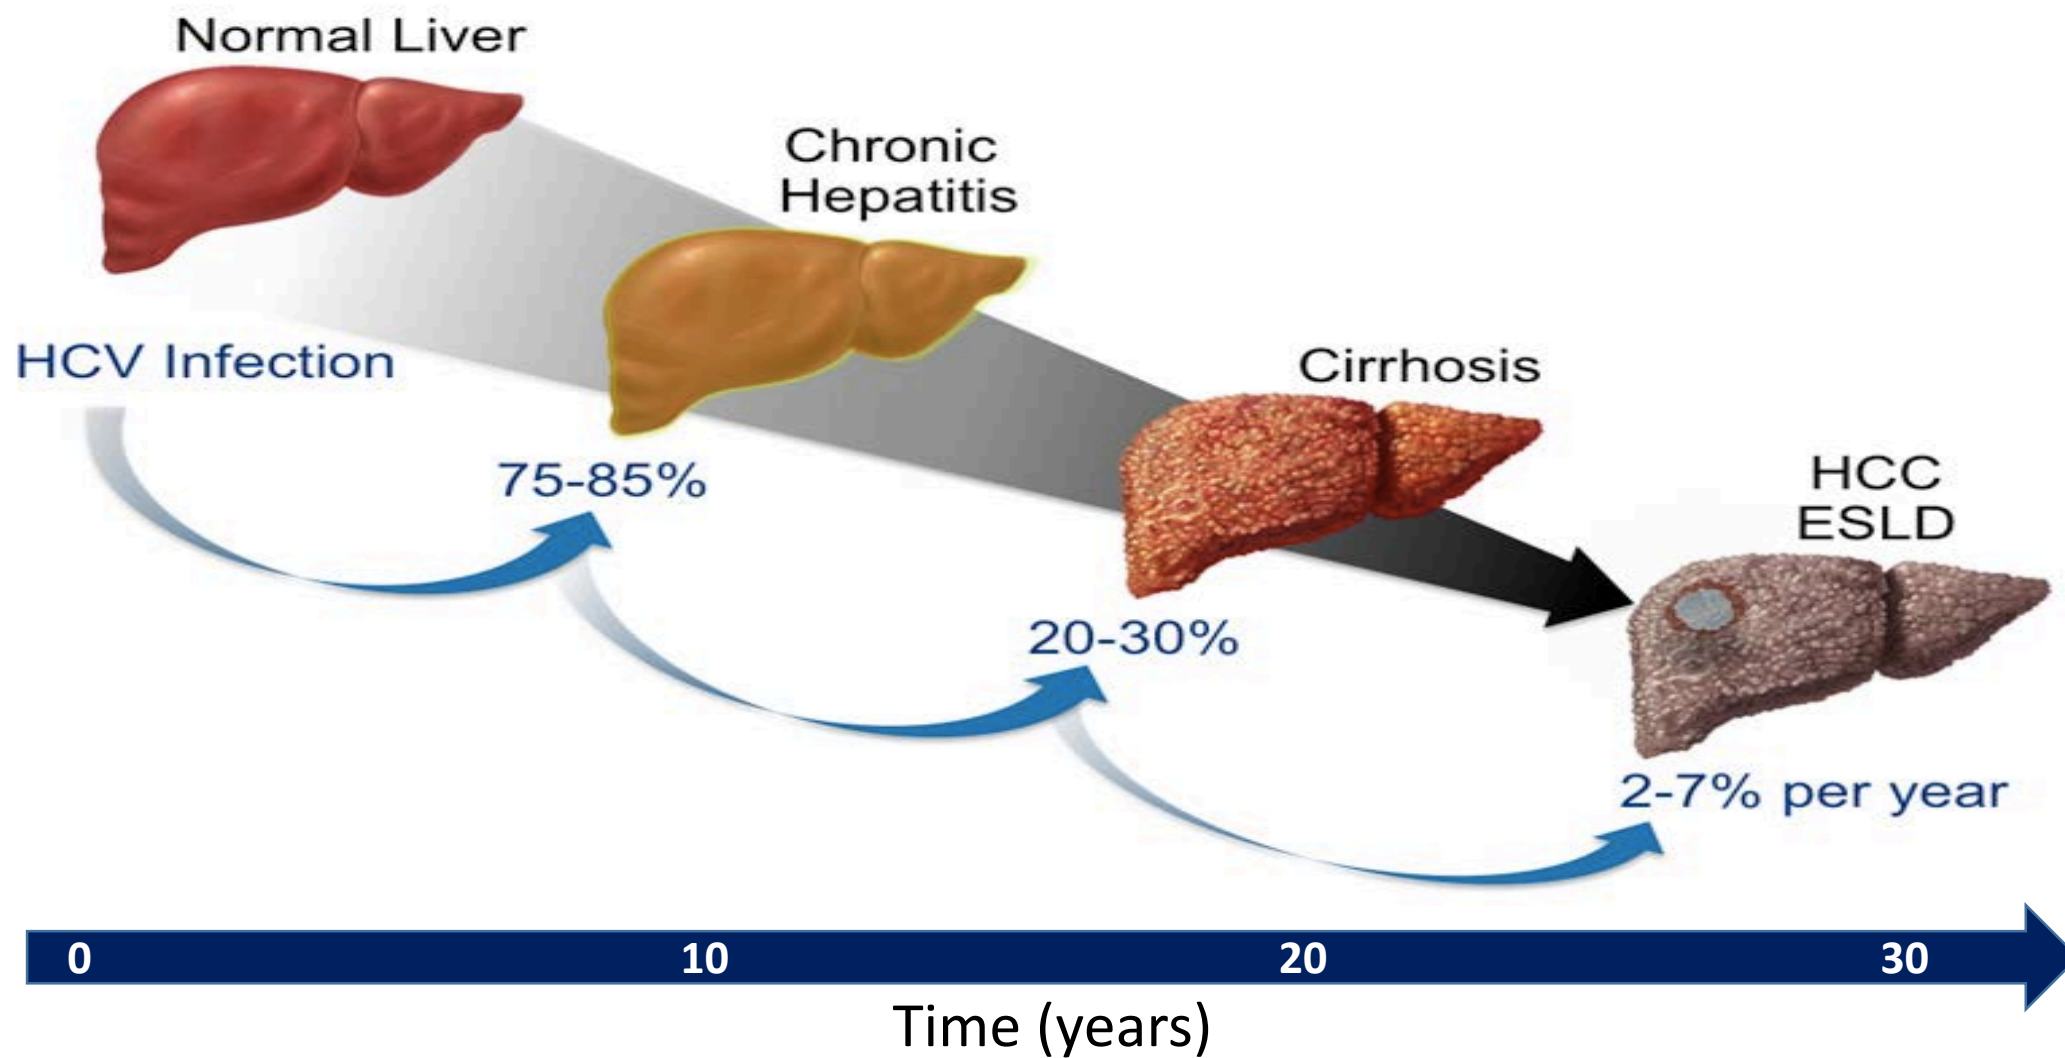 Normal Liver
Chronic
Hepatitis
HCV Infection
Cirrhosis
75-85%
HCC
ESLD
20-30%
2-7% per year
0 10 20 30
Time (years)